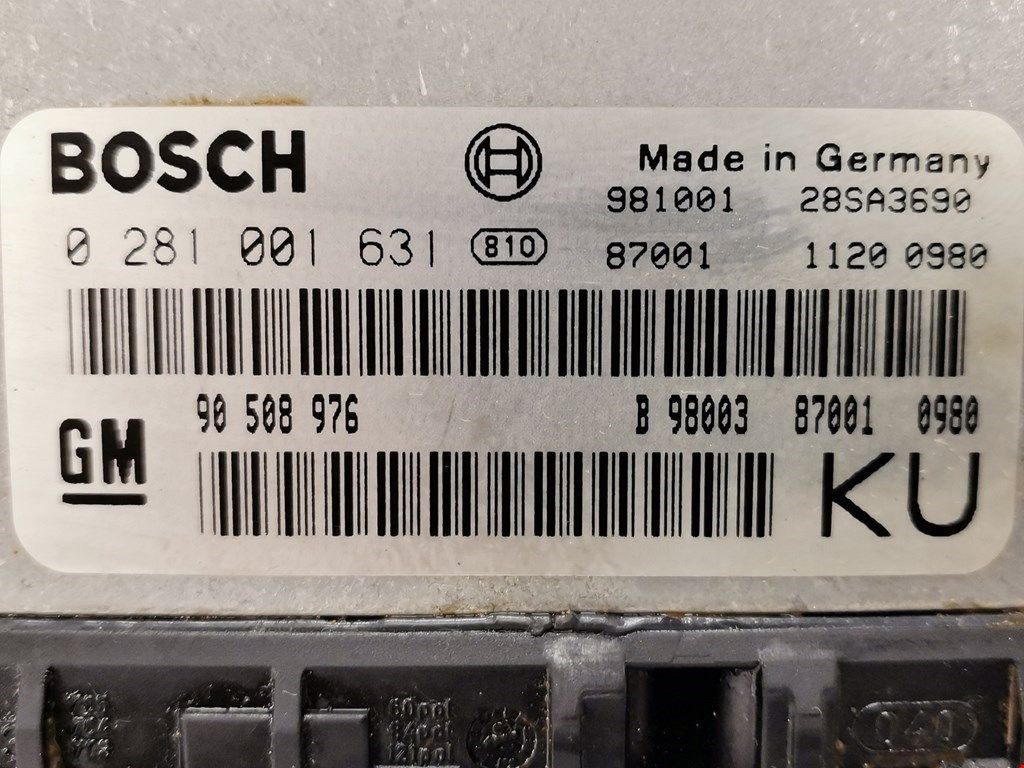 BOSCH
Made in Germany
981001 28SA3690
0 281 001 631 810 87001 1120 0980
90 508 976 B 98003 87001 0980
GM
KU
040